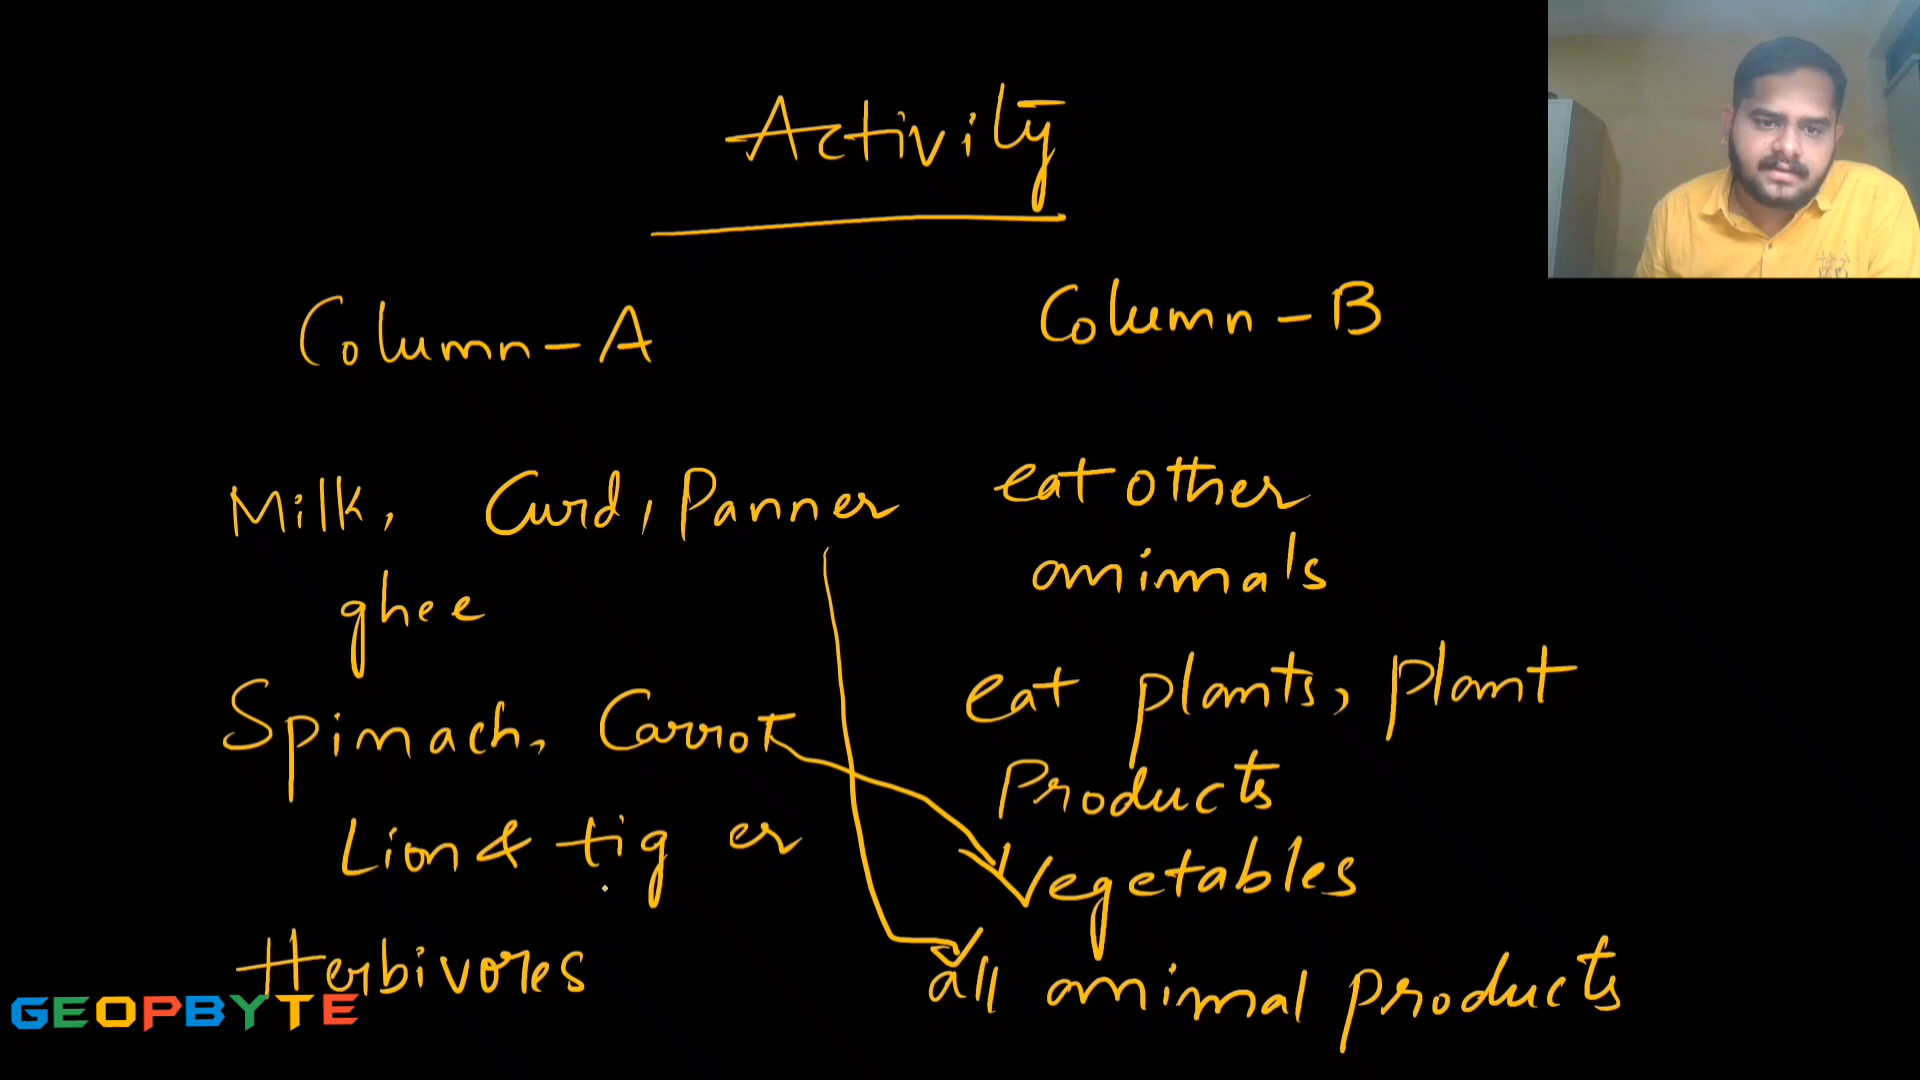 Activity
Column-A
Column-B
Milk, Curd, Panner
ghee
Spinach, Carrot
Lion & tig er
Herbivores
eat other
animals
eat plants, plant
Products
Vegetables
all animal products
GEOPBYTE